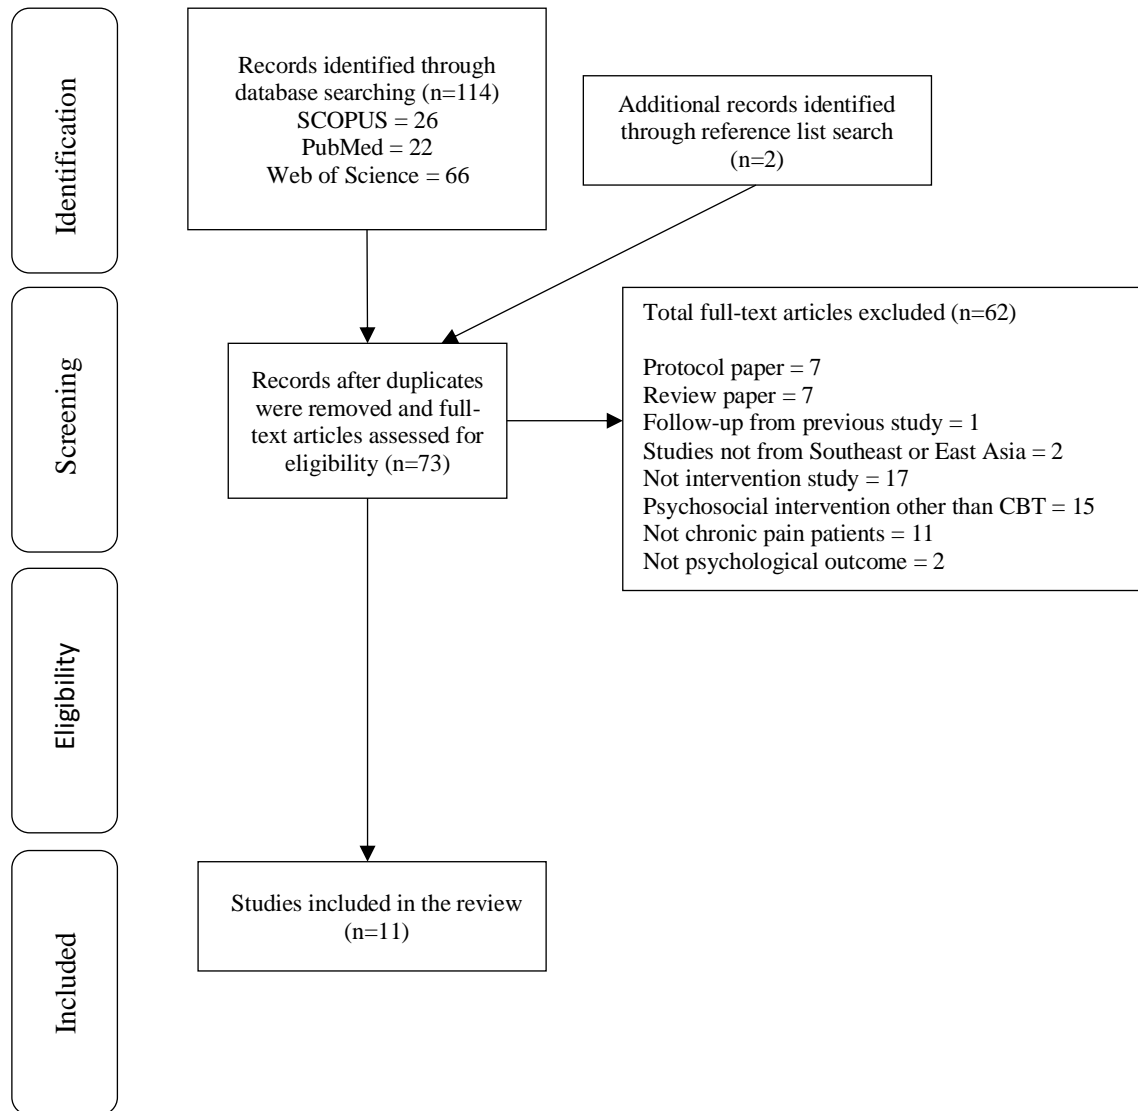 Identification
Records identified through
database searching (n=114)
SCOPUS = 26
PubMed = 22
Web of Science = 66
Additional records identified
through reference list search
(n=2)
Screening
Records after duplicates
were removed and full-
text articles assessed for
eligibility (n=73)
Total full-text articles excluded (n=62)
Protocol paper = 7
Review paper = 7
Follow-up from previous study = 1
Studies not from Southeast or East Asia = 2
Not intervention study = 17
Psychosocial intervention other than CBT = 15
Not chronic pain patients = 11
Not psychological outcome = 2
Eligibility
Included
Studies included in the review
(n=11)